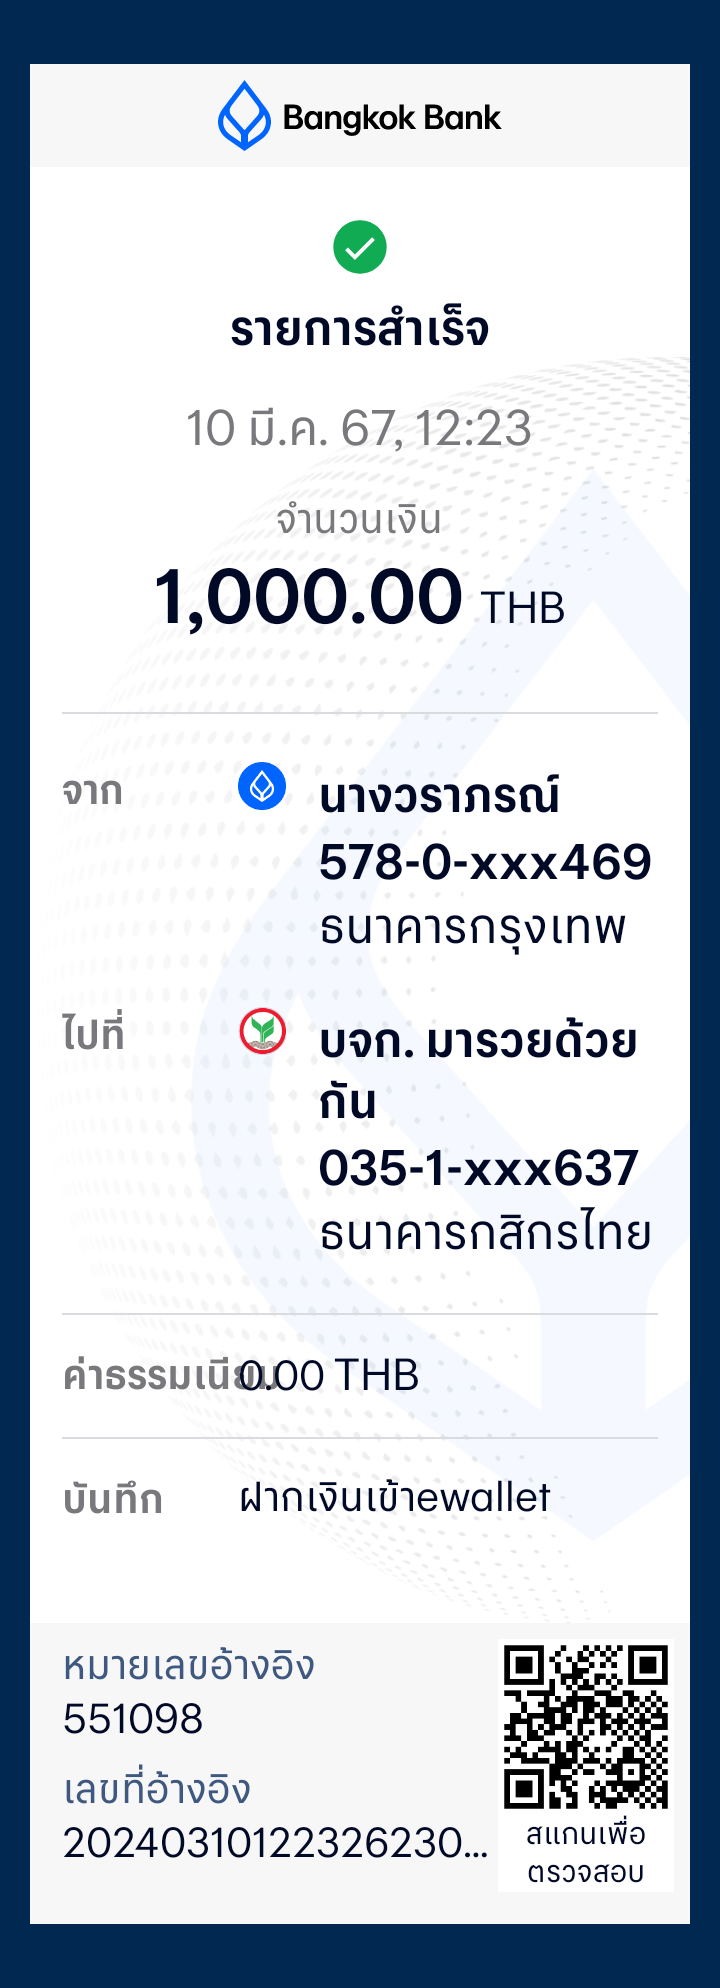 Bangkok Bank
รายการสำเร็จ
10 มี.ค. 67, 12:23
จำนวนเงิน
1,000.00 THB
จาก
นางวราภรณ์
578-0-xxx469
ธนาคารกรุงเทพ
ไปที่
บจก. มารวยด้วย
กัน
035-1-xxx637
ธนาคารกสิกรไทย
ค่าธรรมเนียม 0.00 THB
บันทึก ฝากเงินเข้าewallet
หมายเลขอ้างอิง
551098
เลขที่อ้างอิง
20240310122326230...
สแกนเพื่อ
ตรวจสอบ